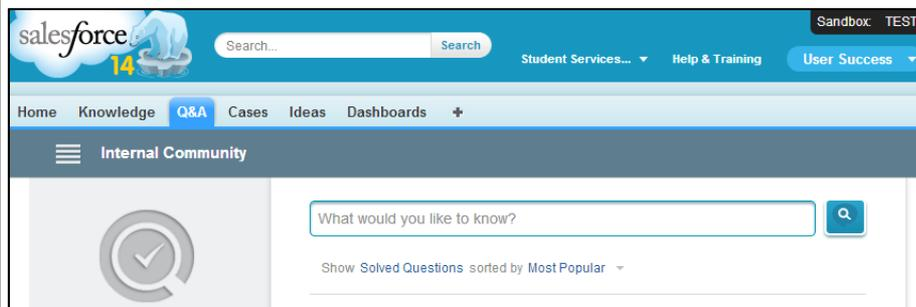 Sandbox: TEST
salesforce
14
Search...
Search
Student Services...
Help & Training
User Success
Home Knowledge Q&A Cases Ideas Dashboards +
Internal Community
What would you like to know?
Show Solved Questions sorted by Most Popular